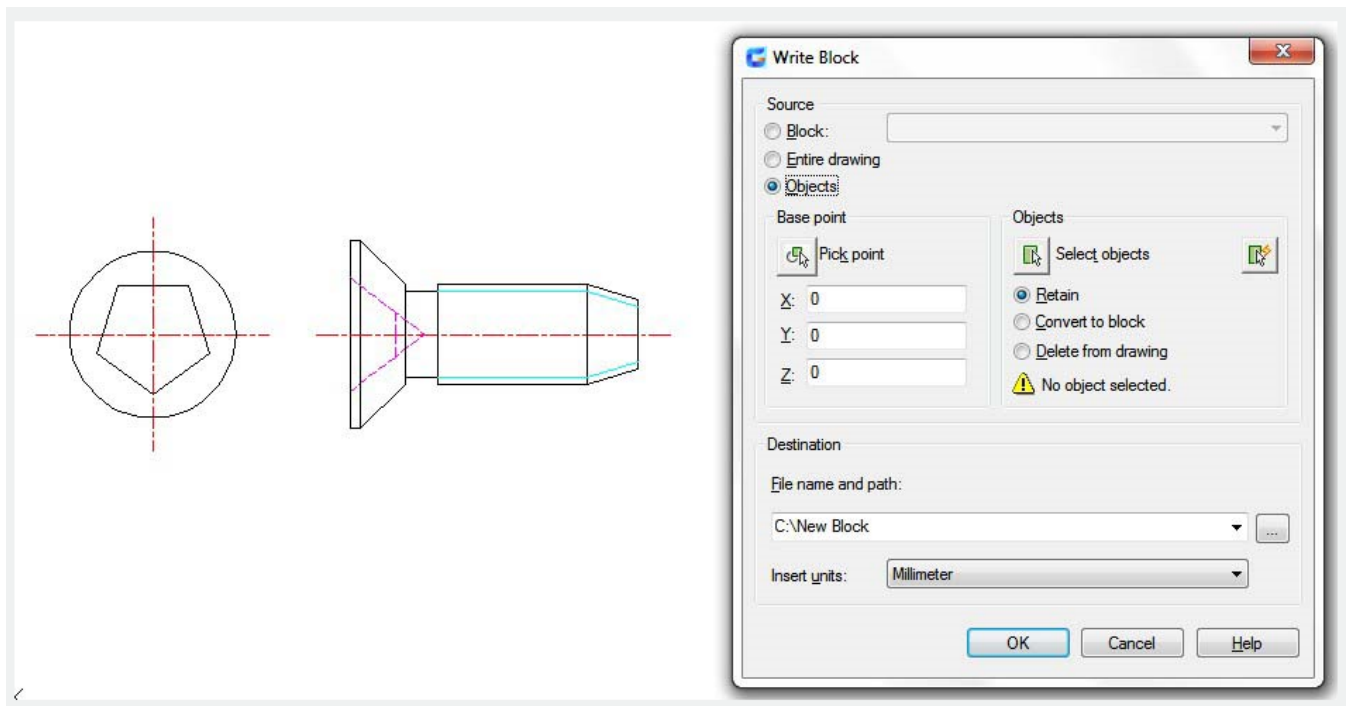 Write Block
Source
Block:
Entire drawing
Objects
Base point
Pick point
X: 0
Y: 0
Z: 0
Objects
Select objects
Retain
Convert to block
Delete from drawing
No object selected.
Destination
File name and path:
C:\New Block
...
Insert units: Millimeter
OK Cancel Help